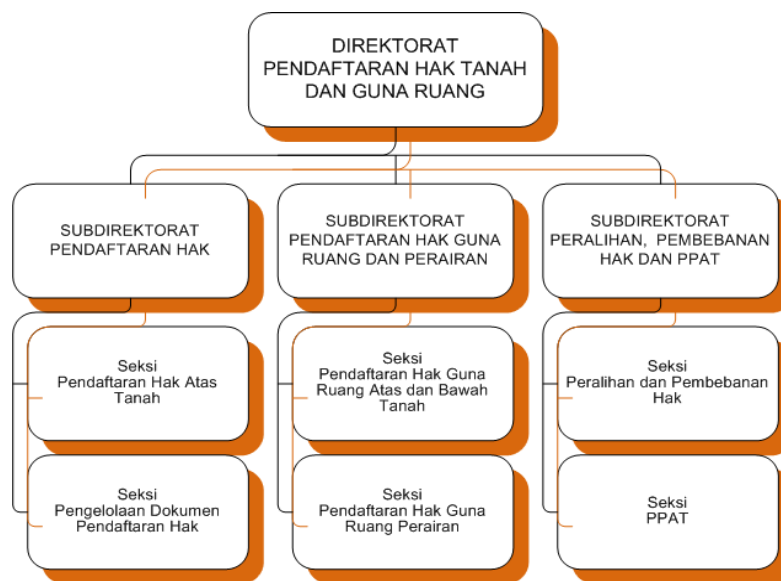 DIREKTORAT
PENDAFTARAN HAK TANAH
DAN GUNA RUANG
SUBDIREKTORAT
PENDAFTARAN HAK
SUBDIREKTORAT
PENDAFTARAN HAK GUNA
RUANG DAN PERAIRAN
SUBDIREKTORAT
PERALIHAN, PEMBEBANAN
HAK DAN PPAT
Seksi
Pendaftaran Hak Atas
Tanah
Seksi
Pendaftaran Hak Guna
Ruang Atas dan Bawah
Tanah
Seksi
Peralihan dan Pembebanan
Hak
Seksi
Pengelolaan Dokumen
Pendaftaran Hak
Seksi
Pendaftaran Hak Guna
Ruang Perairan
Seksi
PPAT